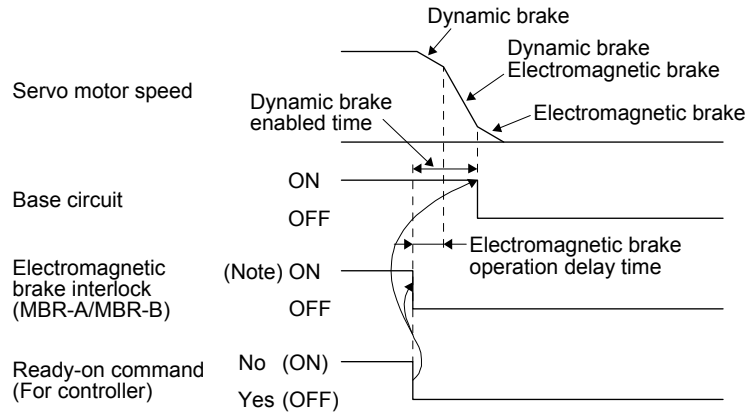 Dynamic brake
Dynamic brake
Electromagnetic brake
Servo motor speed
Dynamic brake
enabled time
Electromagnetic brake
Base circuit
ON
OFF
Electromagnetic brake
operation delay time
Electromagnetic
brake interlock
(MBR-A/MBR-B)
(Note) ON
OFF
Ready-on command
(For controller)
No (ON)
Yes (OFF)